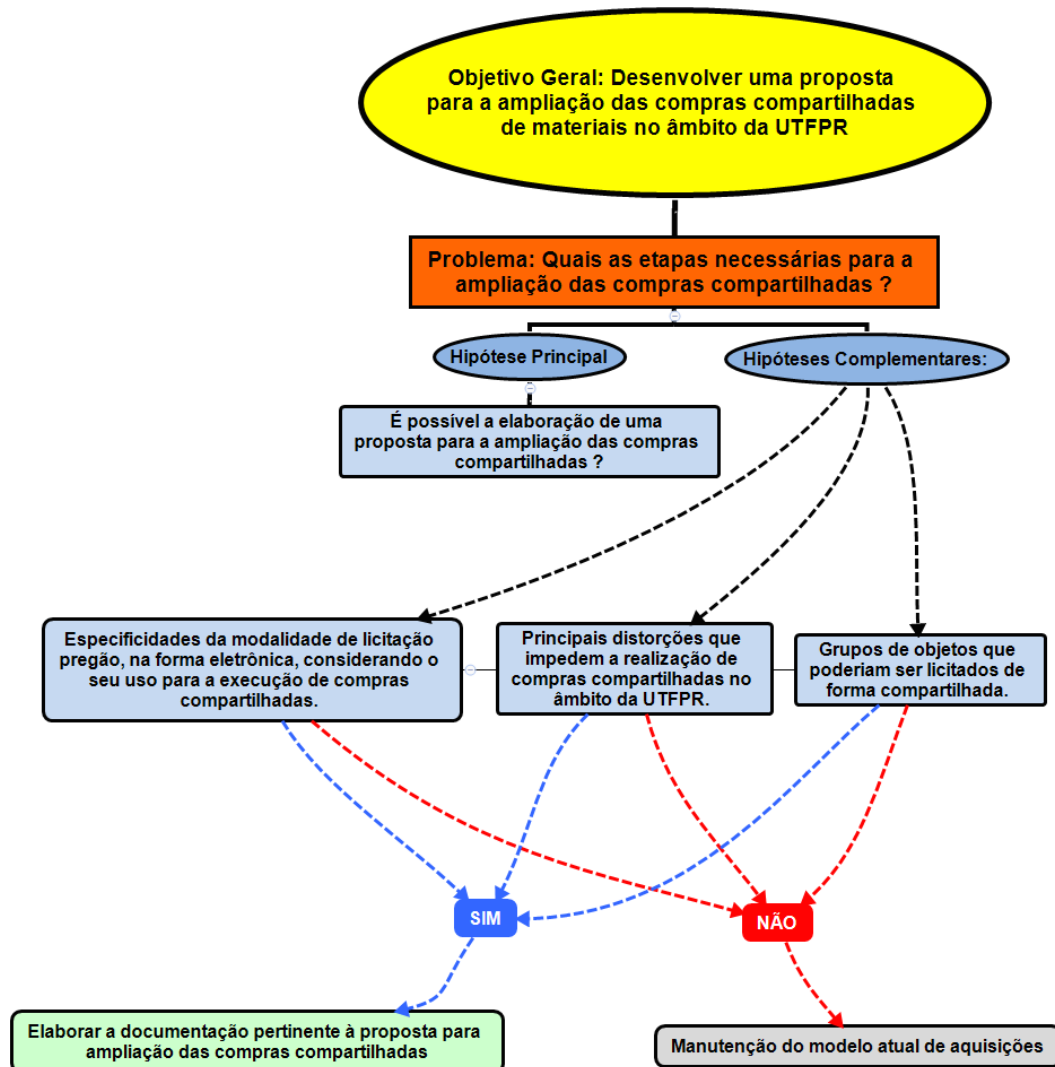 Objetivo Geral: Desenvolver uma proposta
para a ampliação das compras compartilhadas
de materiais no âmbito da UTFPR
Problema: Quais as etapas necessárias para a
ampliação das compras compartilhadas ?
Hipótese Principal
Hipóteses Complementares:
É possível a elaboração de uma
proposta para a ampliação das compras
compartilhadas ?
Especificidades da modalidade de licitação
pregão, na forma eletrônica, considerando o
seu uso para a execução de compras
compartilhadas.
Principais distorções que
impedem a realização de
compras compartilhadas no
âmbito da UTFPR.
Grupos de objetos que
poderiam ser licitados de
forma compartilhada.
SIM
NÃO
Elaborar a documentação pertinente à proposta para
ampliação das compras compartilhadas
Manutenção do modelo atual de aquisições